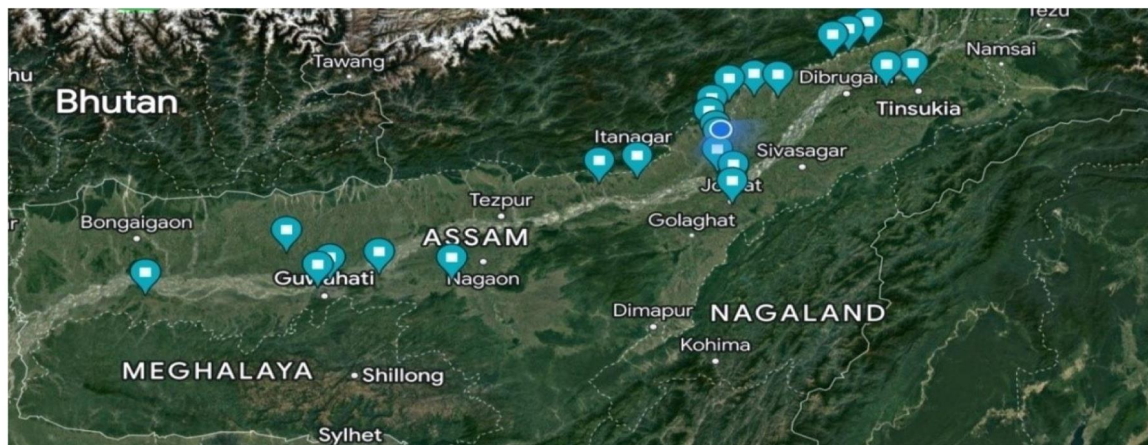 Tezu
Tawang
Namsai
hu
Dibrugarh
Bhutan
Tinsukia
Itanagar
Sivasagar
Jorhat
Tezpur
Bongaigaon
Golaghat
ASSAM
Guwahati
Nagaon
Dimapur
NAGALAND
Kohima
MEGHALAYA
Shillong
Sylhet